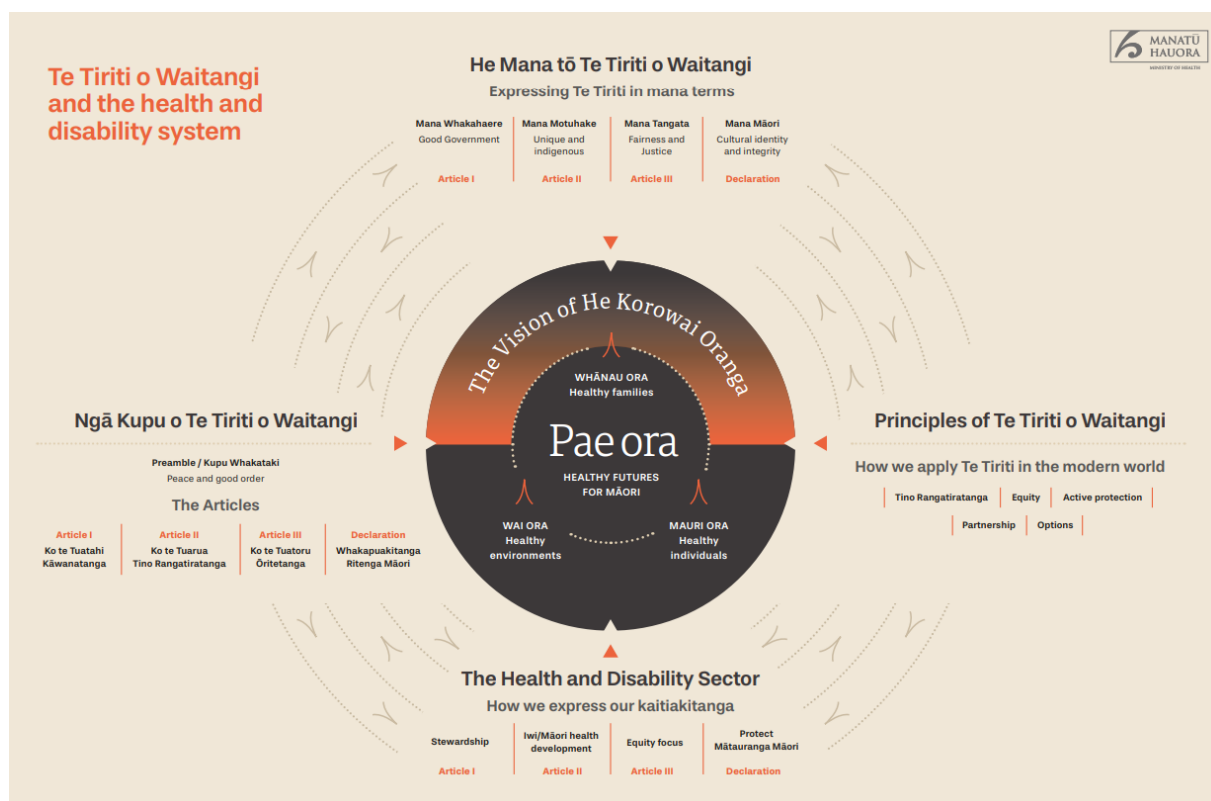 Te Tiriti o Waitangi
and the health and
disability system
MANATŪ
HAUORA
MINISTRY OF HEALTH
He Mana tō Te Tiriti o Waitangi
Expressing Te Tiriti in mana terms
Mana Whakahaere
Good Government
Article I
Mana Motuhake
Unique and
indigenous
Article II
Mana Tangata
Fairness and
Justice
Article III
Mana Māori
Cultural identity
and integrity
Declaration
The Vision of He Korowai Oranga
WHĀNAU ORA
Healthy families
Pae ora
HEALTHY FUTURES
FOR MĀORI
WAI ORA
Healthy
environments
MAURI ORA
Healthy
individuals
Ngā Kupu o Te Tiriti o Waitangi
Preamble / Kupu Whakataki
Peace and good order
The Articles
Article I
Ko te Tuatahi
Kāwanatanga
Article II
Ko te Tuarua
Tino Rangatiratanga
Article III
Ko te Tuatoru
Ōritetanga
Declaration
Whakapuakitanga
Ritenga Māori
Principles of Te Tiriti o Waitangi
How we apply Te Tiriti in the modern world
Tino Rangatiratanga
Equity
Active protection
Partnership
Options
The Health and Disability Sector
How we express our kaitiakitanga
Stewardship
Article I
Iwi/Māori health
development
Article II
Equity focus
Article III
Protect
Mātauranga Māori
Declaration